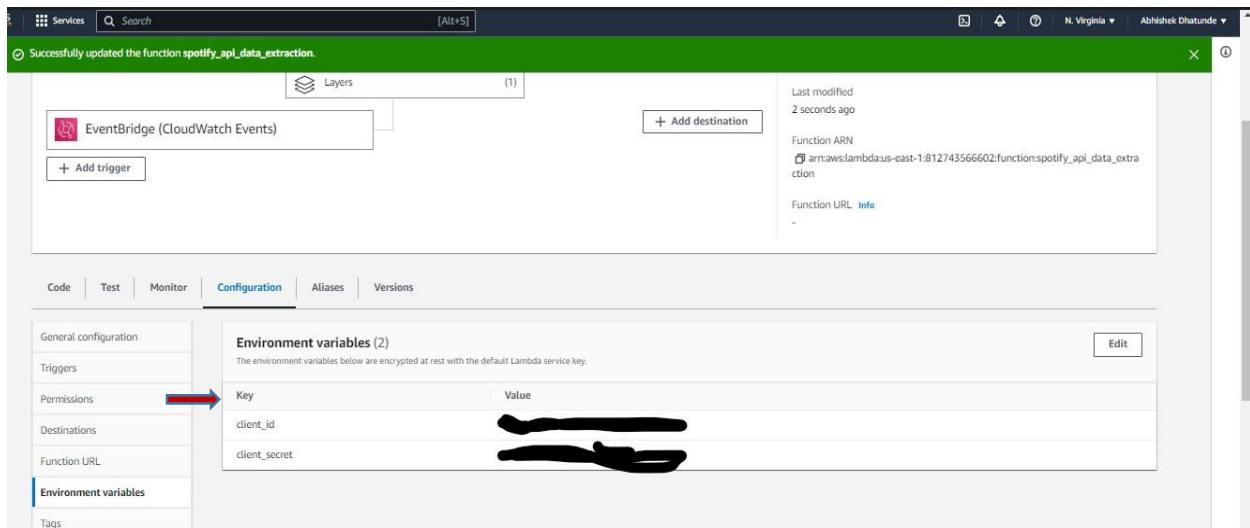 Services
Search
[Alt+S]
N. Virginia
Abhishek Dhatunde
Successfully updated the function spotify_api_data_extraction.
Layers
(1)
EventBridge (CloudWatch Events)
+ Add trigger
+ Add destination
Last modified
2 seconds ago
Function ARN
arn:aws:lambda:us-east-1:812743566602:function:spotify_api_data_extra
ction
Function URL Info
-
Code
Test
Monitor
Configuration
Aliases
Versions
General configuration
Triggers
Permissions
Destinations
Function URL
Environment variables
Tags
Environment variables (2)
Edit
The environment variables below are encrypted at rest with the default Lambda service key.
Key
Value
client_id
client_secret